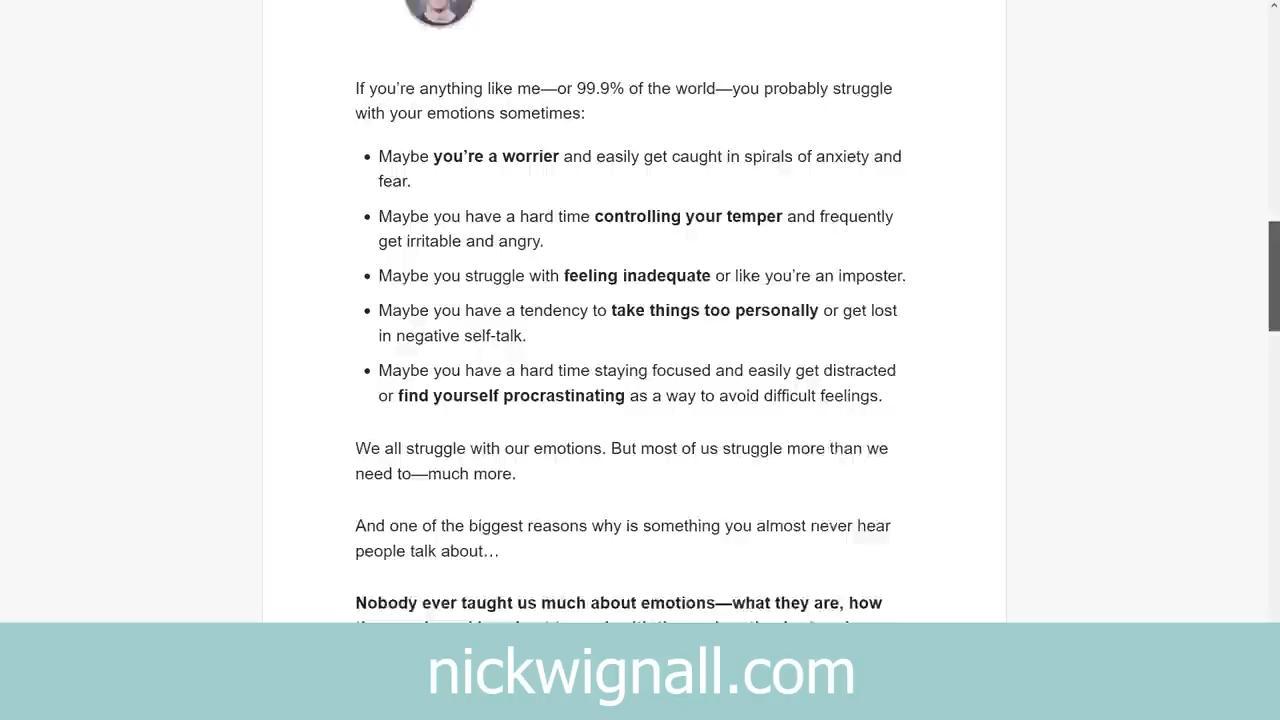 If you’re anything like me—or 99.9% of the world—you probably struggle
with your emotions sometimes:
• Maybe you’re a worrier and easily get caught in spirals of anxiety and
fear.
• Maybe you have a hard time controlling your temper and frequently
get irritable and angry.
• Maybe you struggle with feeling inadequate or like you’re an imposter.
• Maybe you have a tendency to take things too personally or get lost
in negative self-talk.
• Maybe you have a hard time staying focused and easily get distracted
or find yourself procrastinating as a way to avoid difficult feelings.
We all struggle with our emotions. But most of us struggle more than we
need to—much more.
And one of the biggest reasons why is something you almost never hear
people talk about…
Nobody ever taught us much about emotions—what they are, how
nickwignall.com